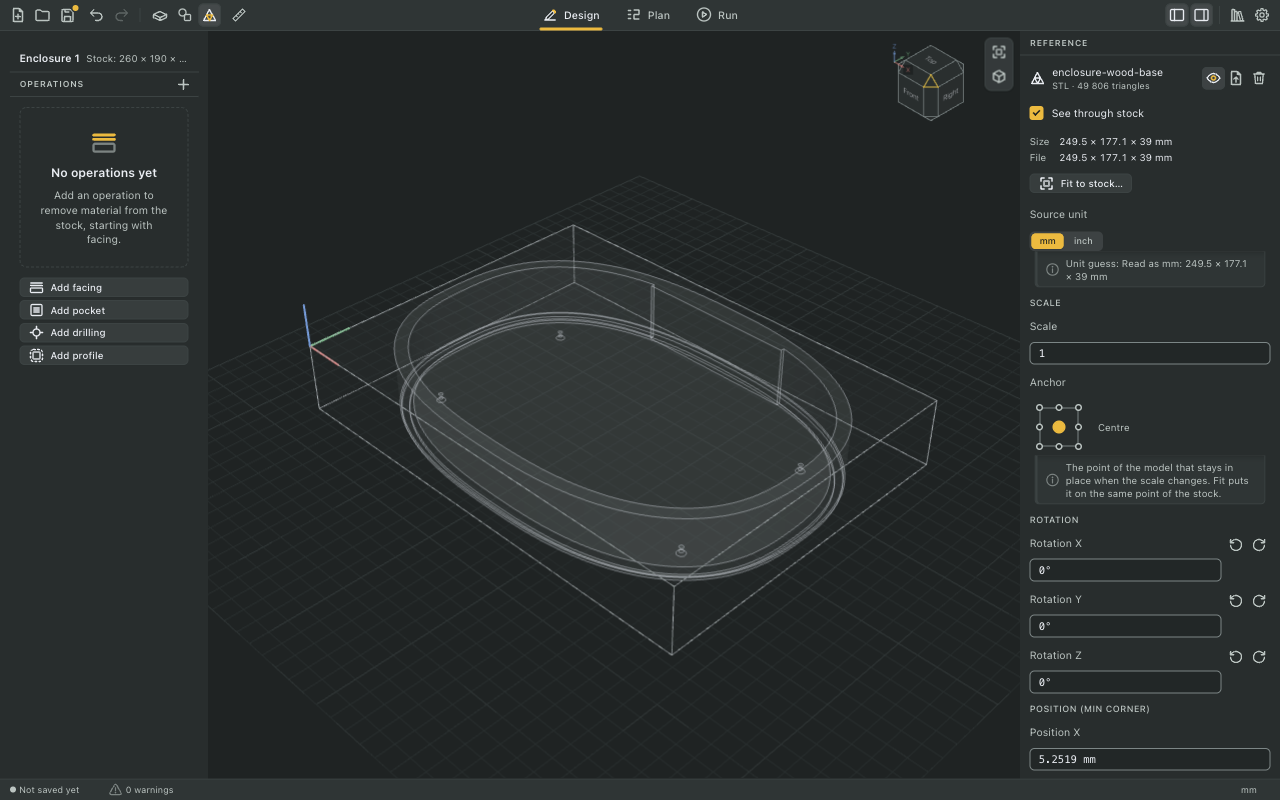 Design
Plan
Run
Enclosure 1 Stock: 260 × 190 × ...
OPERATIONS
No operations yet
Add an operation to
remove material from the
stock, starting with
facing.
Add facing
Add pocket
Add drilling
Add profile
Z
Top
Front
Right
REFERENCE
enclosure-wood-base
STL · 49 806 triangles
See through stock
Size 249.5 × 177.1 × 39 mm
File 249.5 × 177.1 × 39 mm
Fit to stock...
Source unit
mm inch
Unit guess: Read as mm: 249.5 × 177.1
× 39 mm
SCALE
Scale
1
Anchor
Centre
The point of the model that stays in
place when the scale changes. Fit puts
it on the same point of the stock.
ROTATION
Rotation X
0°
Rotation Y
0°
Rotation Z
0°
POSITION (MIN CORNER)
Position X
5.2519 mm
Not saved yet
0 warnings
mm